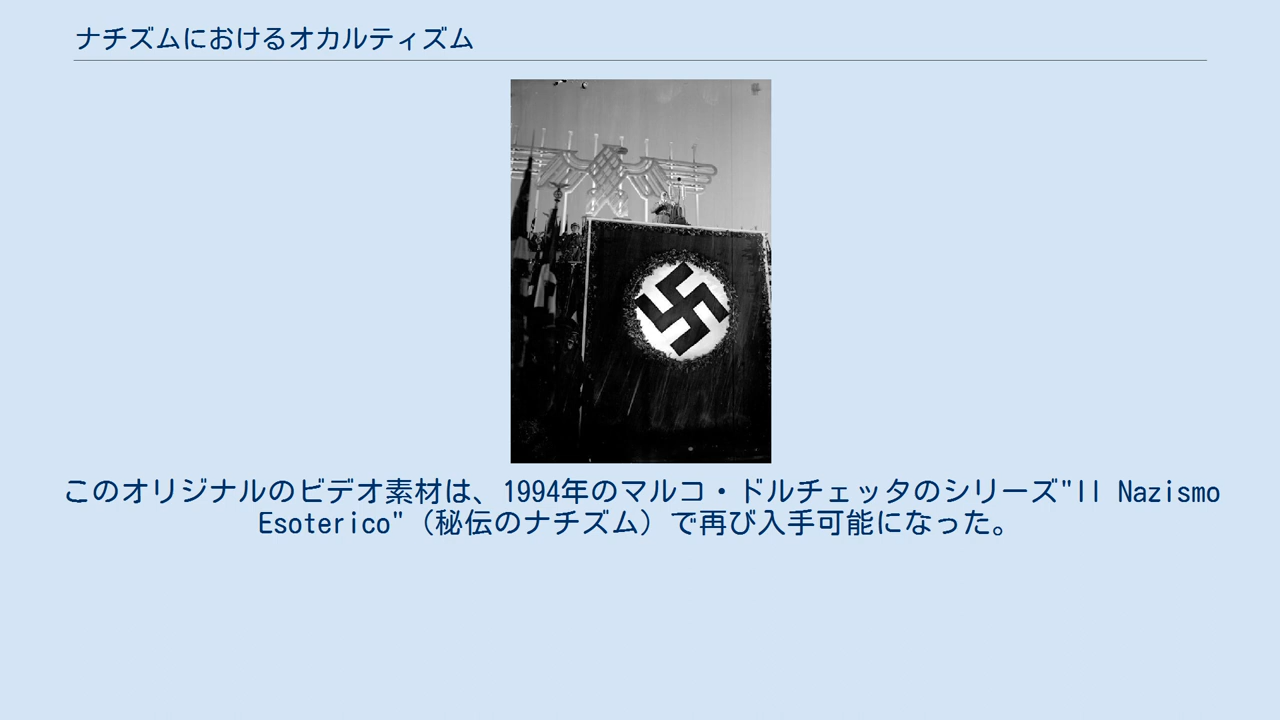 ナチズムにおけるオカルティズム
このオリジナルのビデオ素材は、1994年のマルコ・ドルチェッタのシリーズ"Il Nazismo
Esoterico"（秘伝のナチズム）で再び入手可能になった。